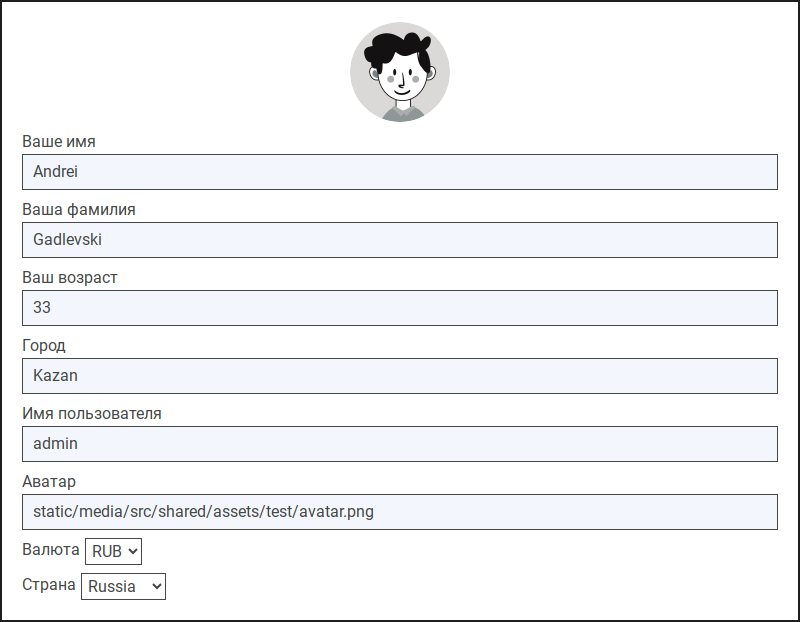 Ваше имя
Andrei
Ваша фамилия
Gadlevski
Ваш возраст
33
Город
Kazan
Имя пользователя
admin
Аватар
static/media/src/shared/assets/test/avatar.png
Валюта RUB
Страна Russia